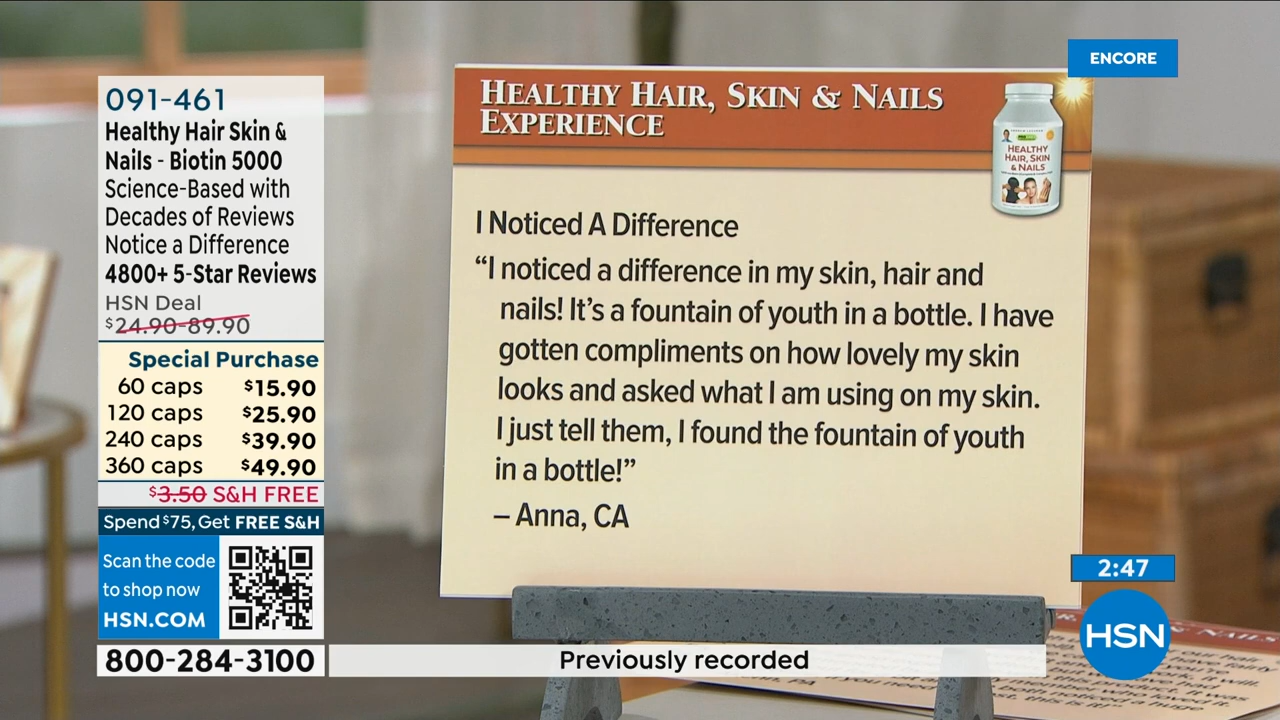 ENCORE
091-461
Healthy Hair Skin &
Nails - Biotin 5000
Science-Based with
Decades of Reviews
Notice a Difference
4800+ 5-Star Reviews
HSN Deal
$24.90-89.90
Special Purchase
60 caps $15.90
120 caps $25.90
240 caps $39.90
360 caps $49.90
$3.50 S&H FREE
Spend $75, Get FREE S&H
Scan the code
to shop now
HSN.COM
800-284-3100
HEALTHY HAIR, SKIN & NAILS
EXPERIENCE
HEALTHY
HAIR, SKIN
& NAILS
I Noticed A Difference
“I noticed a difference in my skin, hair and
nails! It’s a fountain of youth in a bottle. I have
gotten compliments on how lovely my skin
looks and asked what I am using on my skin.
I just tell them, I found the fountain of youth
in a bottle!”
– Anna, CA
2:47
HSN
Previously recorded